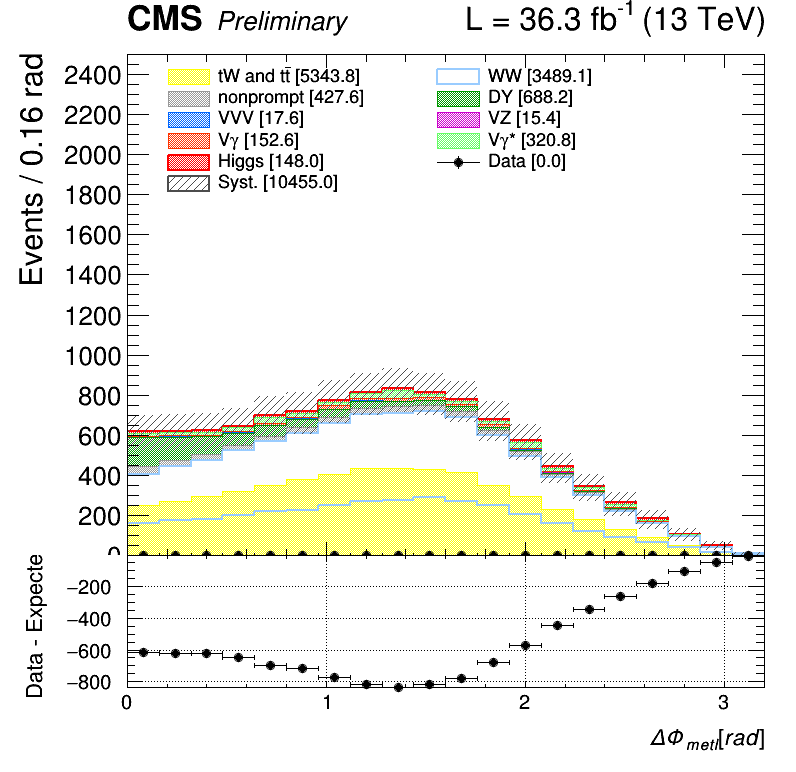 CMS Preliminary L = 36.3 fb⁻¹ (13 TeV)
Events / 0.16 rad
2400
2200
2000
1800
1600
1400
1200
1000
800
600
400
200
0
tW and tt̄ [5343.8]
nonprompt [427.6]
VVV [17.6]
Vγ [152.6]
Higgs [148.0]
Syst. [10455.0]
WW [3489.1]
DY [688.2]
VZ [15.4]
Vγ* [320.8]
Data [0.0]
Data - Expecte
−200
−400
−600
−800
0 1 2 3
ΔΦmetl[rad]